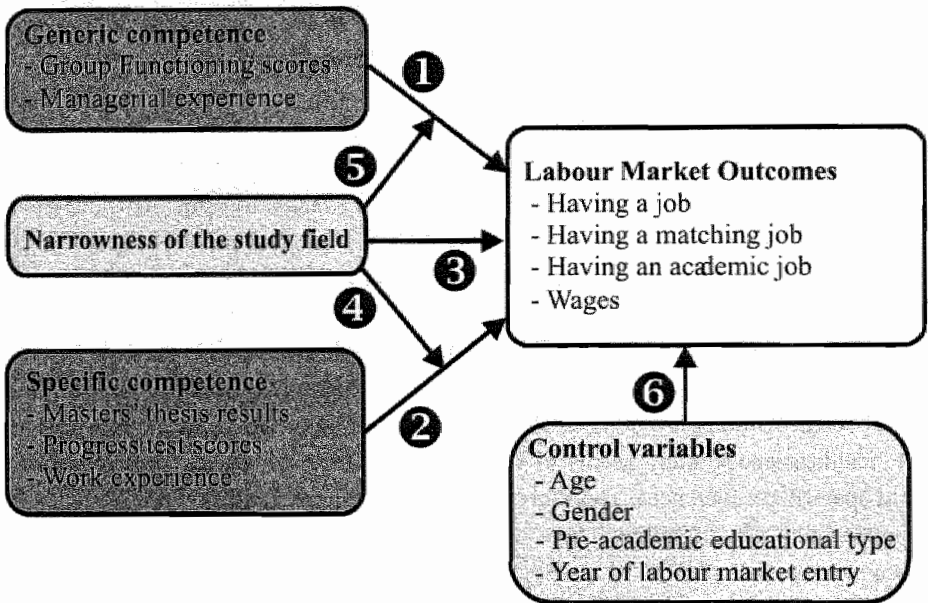 Generic competence
- Group Functioning scores
- Managerial experience
1
5
Narrowness of the study field
3
4
Labour Market Outcomes
- Having a job
- Having a matching job
- Having an academic job
- Wages
Specific competence
- Masters' thesis results
- Progress test scores
- Work experience
2
6
Control variables
- Age
- Gender
- Pre-academic educational type
- Year of labour market entry